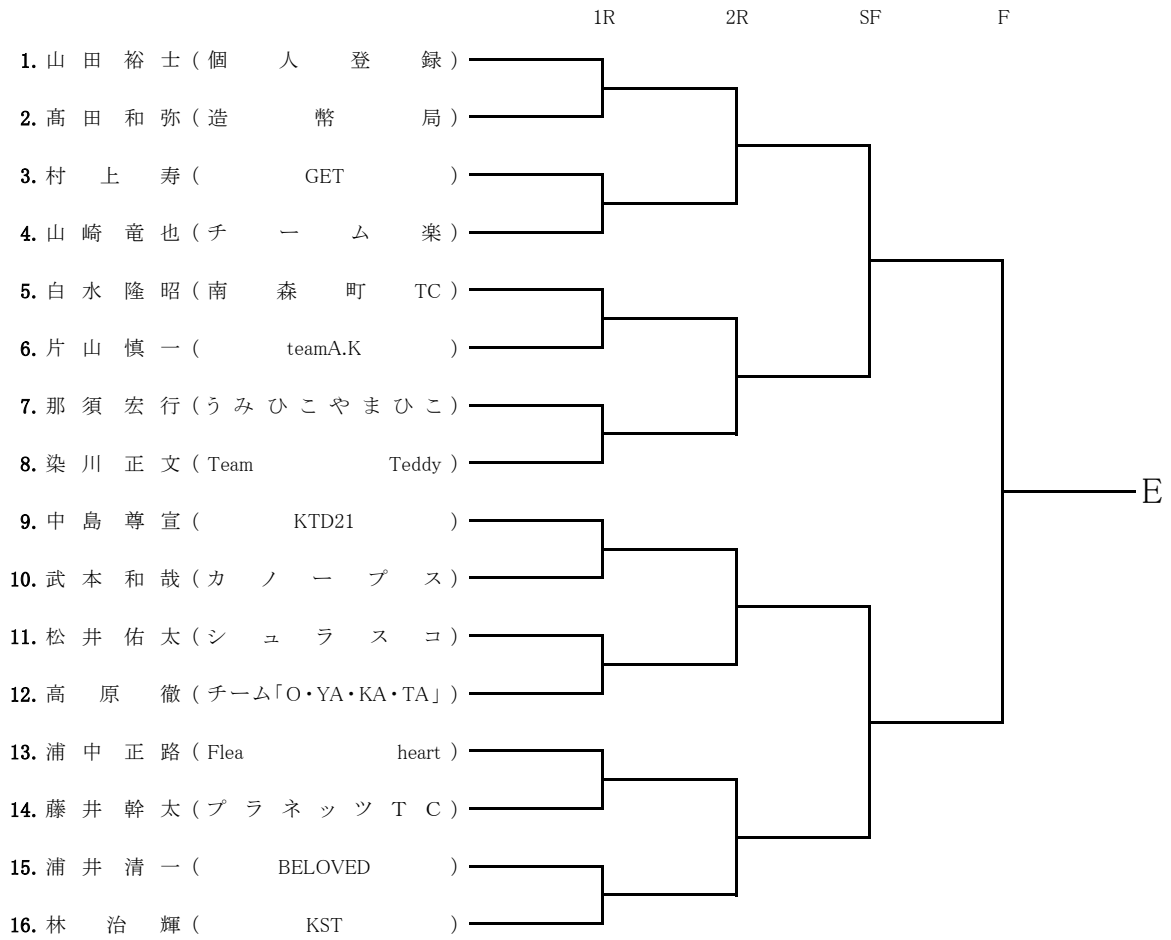 1R 2R SF F
1. 山田裕士 (個人登録)
2. 髙田和弥 (造幣局)
3. 村上寿 (GET)
4. 山崎竜也 (チーム楽)
5. 白水隆昭 (南森町TC)
6. 片山慎一 (teamA.K)
7. 那須宏行 (うみひこやまひこ)
8. 染川正文 (Team Teddy)
E
9. 中島尊宣 (KTD21)
10. 武本和哉 (カノープス)
11. 松井佑太 (シュラスコ)
12. 高原徹 (チーム「O・YA・KA・TA」)
13. 浦中正路 (Flea heart)
14. 藤井幹太 (プラネッツTC)
15. 浦井清一 (BELOVED)
16. 林治輝 (KST)